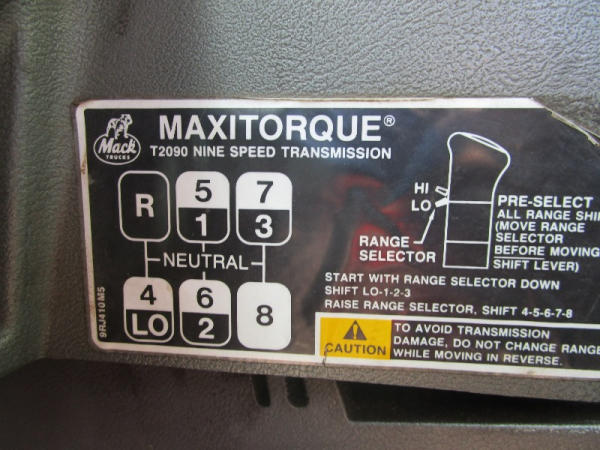 Mack
TRUCKS
MAXITORQUE®
T2090 NINE SPEED TRANSMISSION
R
5
1
7
3
NEUTRAL
4
LO
6
2
8
9RJ410M5
HI
LO
RANGE
SELECTOR
PRE-SELECT
ALL RANGE SHI
(MOVE RANGE
SELECTOR
BEFORE MOVING
SHIFT LEVER)
START WITH RANGE SELECTOR DOWN
SHIFT LO-1-2-3
RAISE RANGE SELECTOR, SHIFT 4-5-6-7-8
CAUTION
TO AVOID TRANSMISSION
DAMAGE, DO NOT CHANGE RANGE
WHILE MOVING IN REVERSE.